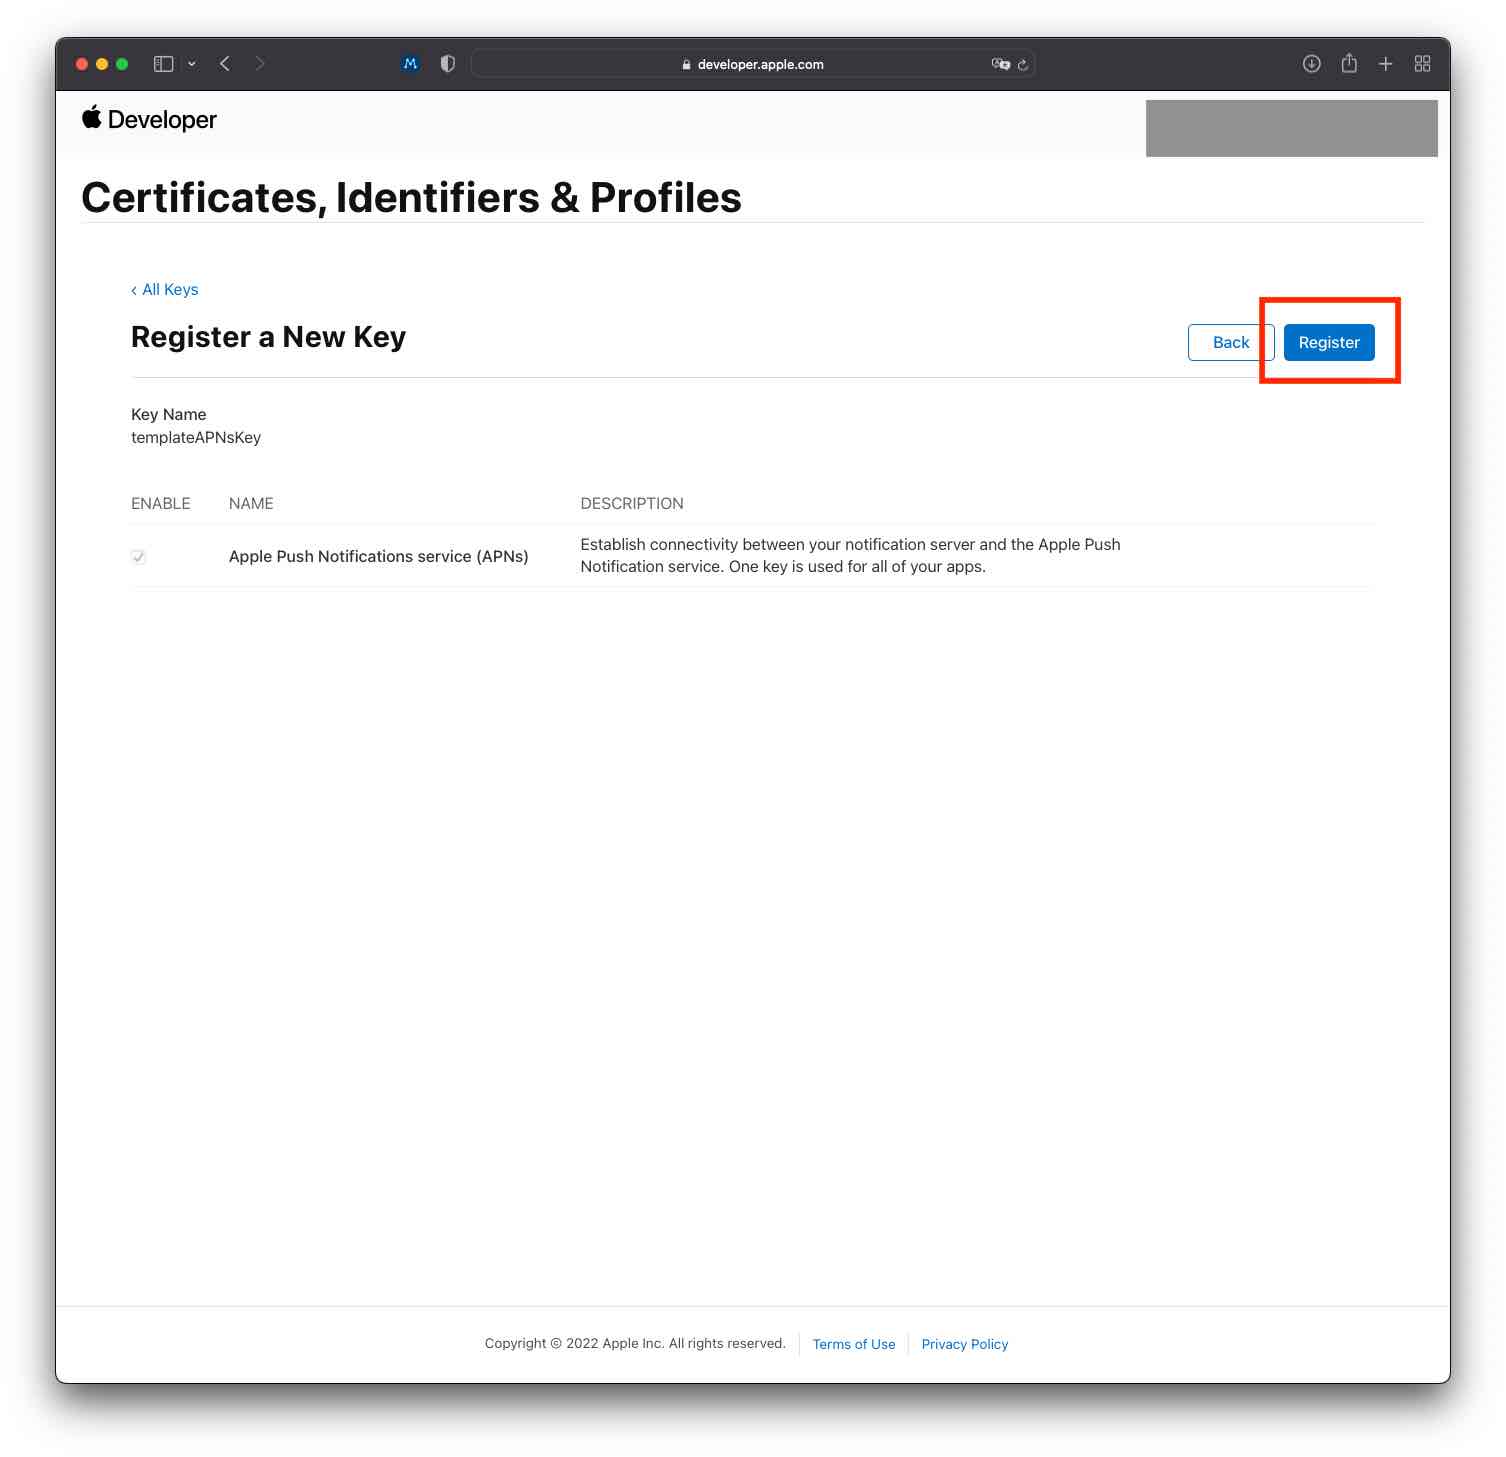 developer.apple.com
Developer
Certificates, Identifiers & Profiles
‹ All Keys
Register a New Key
Back
Register
Key Name
templateAPNsKey
ENABLE NAME DESCRIPTION
Apple Push Notifications service (APNs)
Establish connectivity between your notification server and the Apple Push
Notification service. One key is used for all of your apps.
Copyright © 2022 Apple Inc. All rights reserved. Terms of Use Privacy Policy